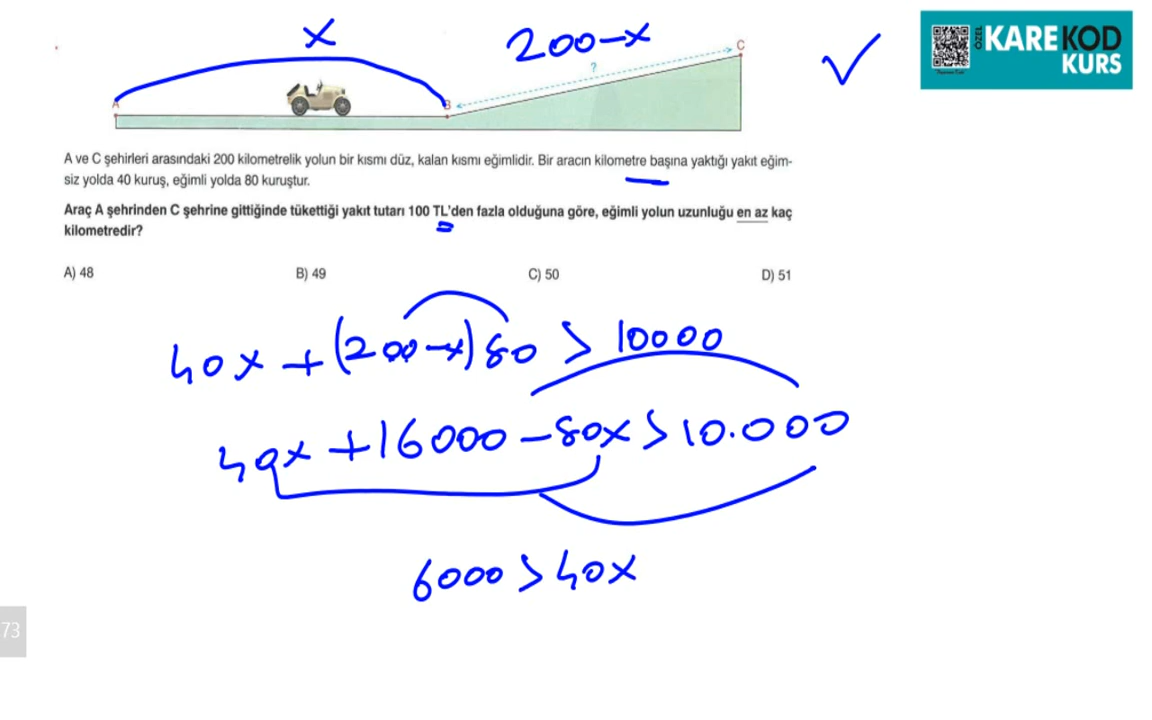 x
200-x
ÖZEL
KAREKOD
KURS
A
B
?
C
A ve C şehirleri arasındaki 200 kilometrelik yolun bir kısmı düz, kalan kısmı eğimlidir. Bir aracın kilometre başına yaktığı yakıt eğim-
siz yolda 40 kuruş, eğimli yolda 80 kuruştur.
Araç A şehrinden C şehrine gittiğinde tükettiği yakıt tutarı 100 TL'den fazla olduğuna göre, eğimli yolun uzunluğu en az kaç
kilometredir?
A) 48 B) 49 C) 50 D) 51
40x + (200-x) 80 > 10000
40x + 16000 - 80x > 10.000
6000 > 40x
73